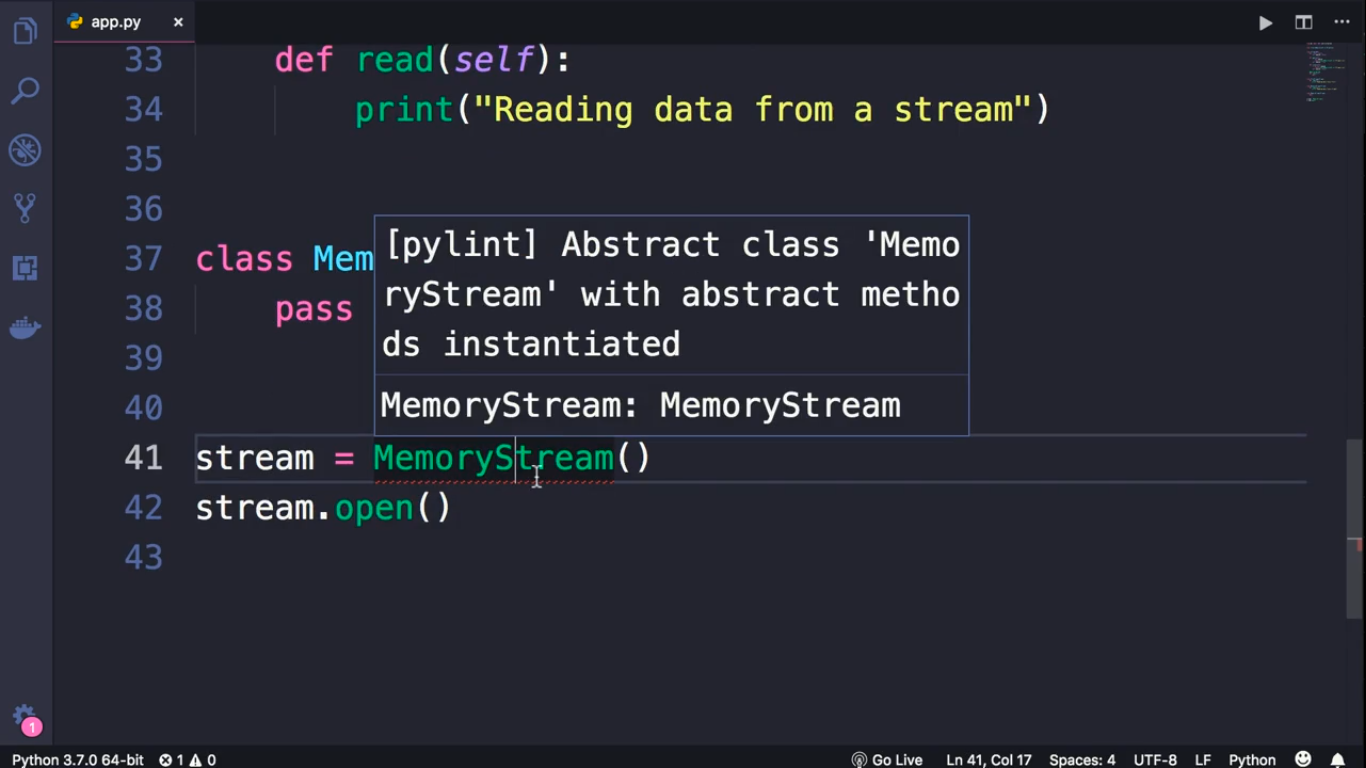 app.py ×
33 def read(self):
34 print("Reading data from a stream")
35
36
[pylint] Abstract class 'Memo
37 class Mem
ryStream' with abstract metho
38 pass
ds instantiated
39
40
MemoryStream: MemoryStream
41 stream = MemoryStream()
42 stream.open()
43
1
Python 3.7.0 64-bit 1 0 Go Live Ln 41, Col 17 Spaces: 4 UTF-8 LF Python